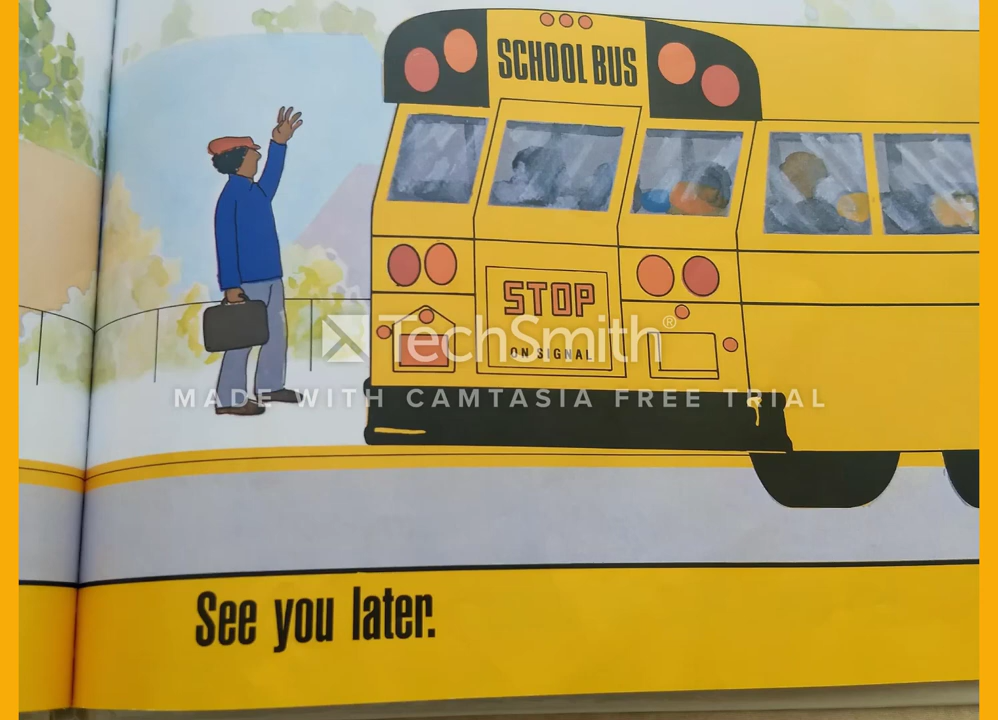 SCHOOL BUS
STOP
ON SIGNAL
TechSmith®
MADE WITH CAMTASIA FREE TRIAL
See you later.